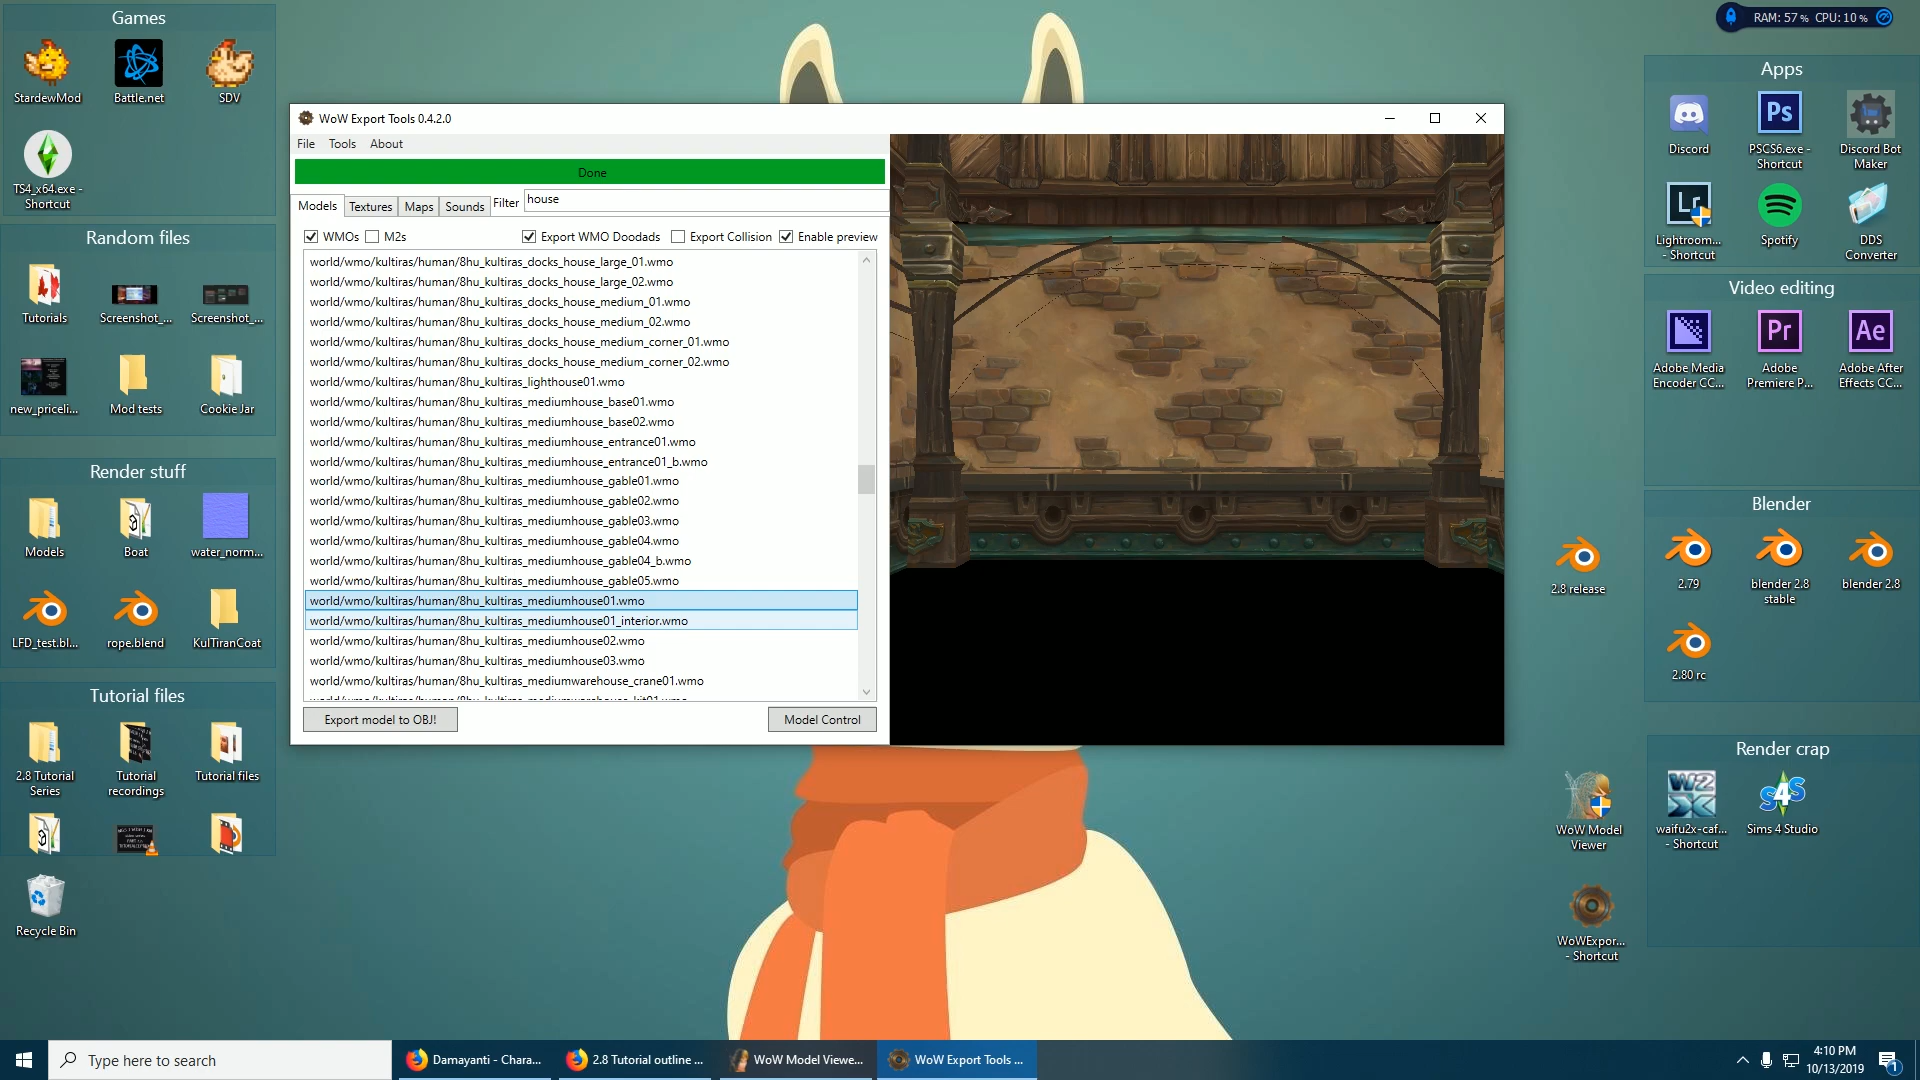 Games
StardewMod
Battle.net
SDV
TS4_x64.exe -
Shortcut
Random files
Tutorials
Screenshot_...
Screenshot_...
new_priceli...
Mod tests
Cookie Jar
Render stuff
Models
Boat
water_norm...
LFD_test.bl...
rope.blend
KulTiranCoat
Tutorial files
2.8 Tutorial
Series
Tutorial
recordings
Tutorial files
Recycle Bin
WoW Export Tools 0.4.2.0
File Tools About
Done
Models Textures Maps Sounds Filter house
WMOs M2s Export WMO Doodads Export Collision Enable preview
world/wmo/kultiras/human/8hu_kultiras_docks_house_large_01.wmo
world/wmo/kultiras/human/8hu_kultiras_docks_house_large_02.wmo
world/wmo/kultiras/human/8hu_kultiras_docks_house_medium_01.wmo
world/wmo/kultiras/human/8hu_kultiras_docks_house_medium_02.wmo
world/wmo/kultiras/human/8hu_kultiras_docks_house_medium_corner_01.wmo
world/wmo/kultiras/human/8hu_kultiras_docks_house_medium_corner_02.wmo
world/wmo/kultiras/human/8hu_kultiras_lighthouse01.wmo
world/wmo/kultiras/human/8hu_kultiras_mediumhouse_base01.wmo
world/wmo/kultiras/human/8hu_kultiras_mediumhouse_base02.wmo
world/wmo/kultiras/human/8hu_kultiras_mediumhouse_entrance01.wmo
world/wmo/kultiras/human/8hu_kultiras_mediumhouse_entrance01_b.wmo
world/wmo/kultiras/human/8hu_kultiras_mediumhouse_gable01.wmo
world/wmo/kultiras/human/8hu_kultiras_mediumhouse_gable02.wmo
world/wmo/kultiras/human/8hu_kultiras_mediumhouse_gable03.wmo
world/wmo/kultiras/human/8hu_kultiras_mediumhouse_gable04.wmo
world/wmo/kultiras/human/8hu_kultiras_mediumhouse_gable04_b.wmo
world/wmo/kultiras/human/8hu_kultiras_mediumhouse_gable05.wmo
world/wmo/kultiras/human/8hu_kultiras_mediumhouse01.wmo
world/wmo/kultiras/human/8hu_kultiras_mediumhouse01_interior.wmo
world/wmo/kultiras/human/8hu_kultiras_mediumhouse02.wmo
world/wmo/kultiras/human/8hu_kultiras_mediumhouse03.wmo
world/wmo/kultiras/human/8hu_kultiras_mediumwarehouse_crane01.wmo
Export model to OBJ!
Model Control
RAM: 57 % CPU: 10 %
Apps
Ps
Discord
PSCS6.exe -
Shortcut
Discord Bot
Maker
Lr
Lightroom...
- Shortcut
Spotify
DDS
Converter
Video editing
Pr
Ae
Adobe Media
Encoder CC...
Adobe
Premiere P...
Adobe After
Effects CC...
Blender
2.8 release
2.79
blender 2.8
stable
blender 2.8
2.80 rc
Render crap
W2X
S4S
WoW Model
Viewer
waifu2x-caf...
- Shortcut
Sims 4 Studio
WoWExpor...
- Shortcut
Type here to search
Damayanti - Chara...
2.8 Tutorial outline ...
WoW Model Viewe...
WoW Export Tools ...
4:10 PM
10/13/2019
1